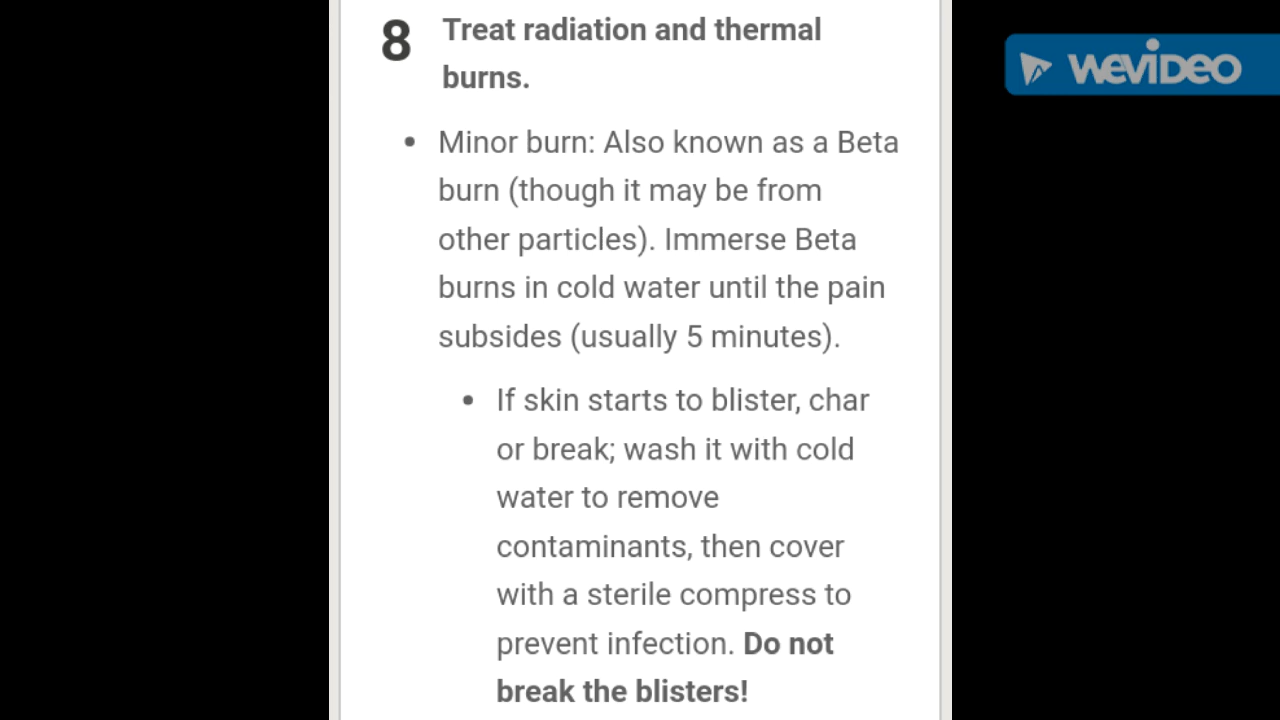 8 Treat radiation and thermal
burns.
WEVIDEO
• Minor burn: Also known as a Beta
burn (though it may be from
other particles). Immerse Beta
burns in cold water until the pain
subsides (usually 5 minutes).
• If skin starts to blister, char
or break; wash it with cold
water to remove
contaminants, then cover
with a sterile compress to
prevent infection. Do not
break the blisters!